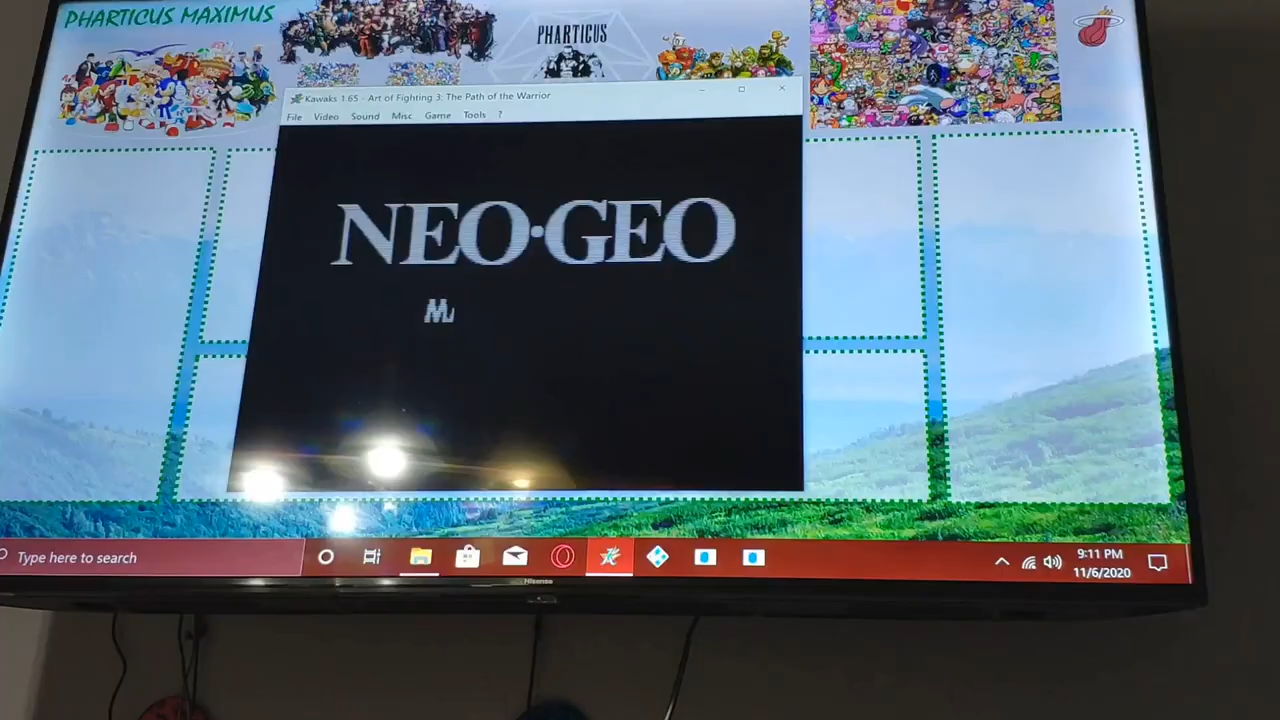 PHARTICUS MAXIMUS
PHARTICUS
Kawaks 1.65 - Art of Fighting 3: The Path of the Warrior
File Video Sound Misc Game Tools ?
NEO·GEO
M
Type here to search
9:11 PM
11/6/2020
Hisense